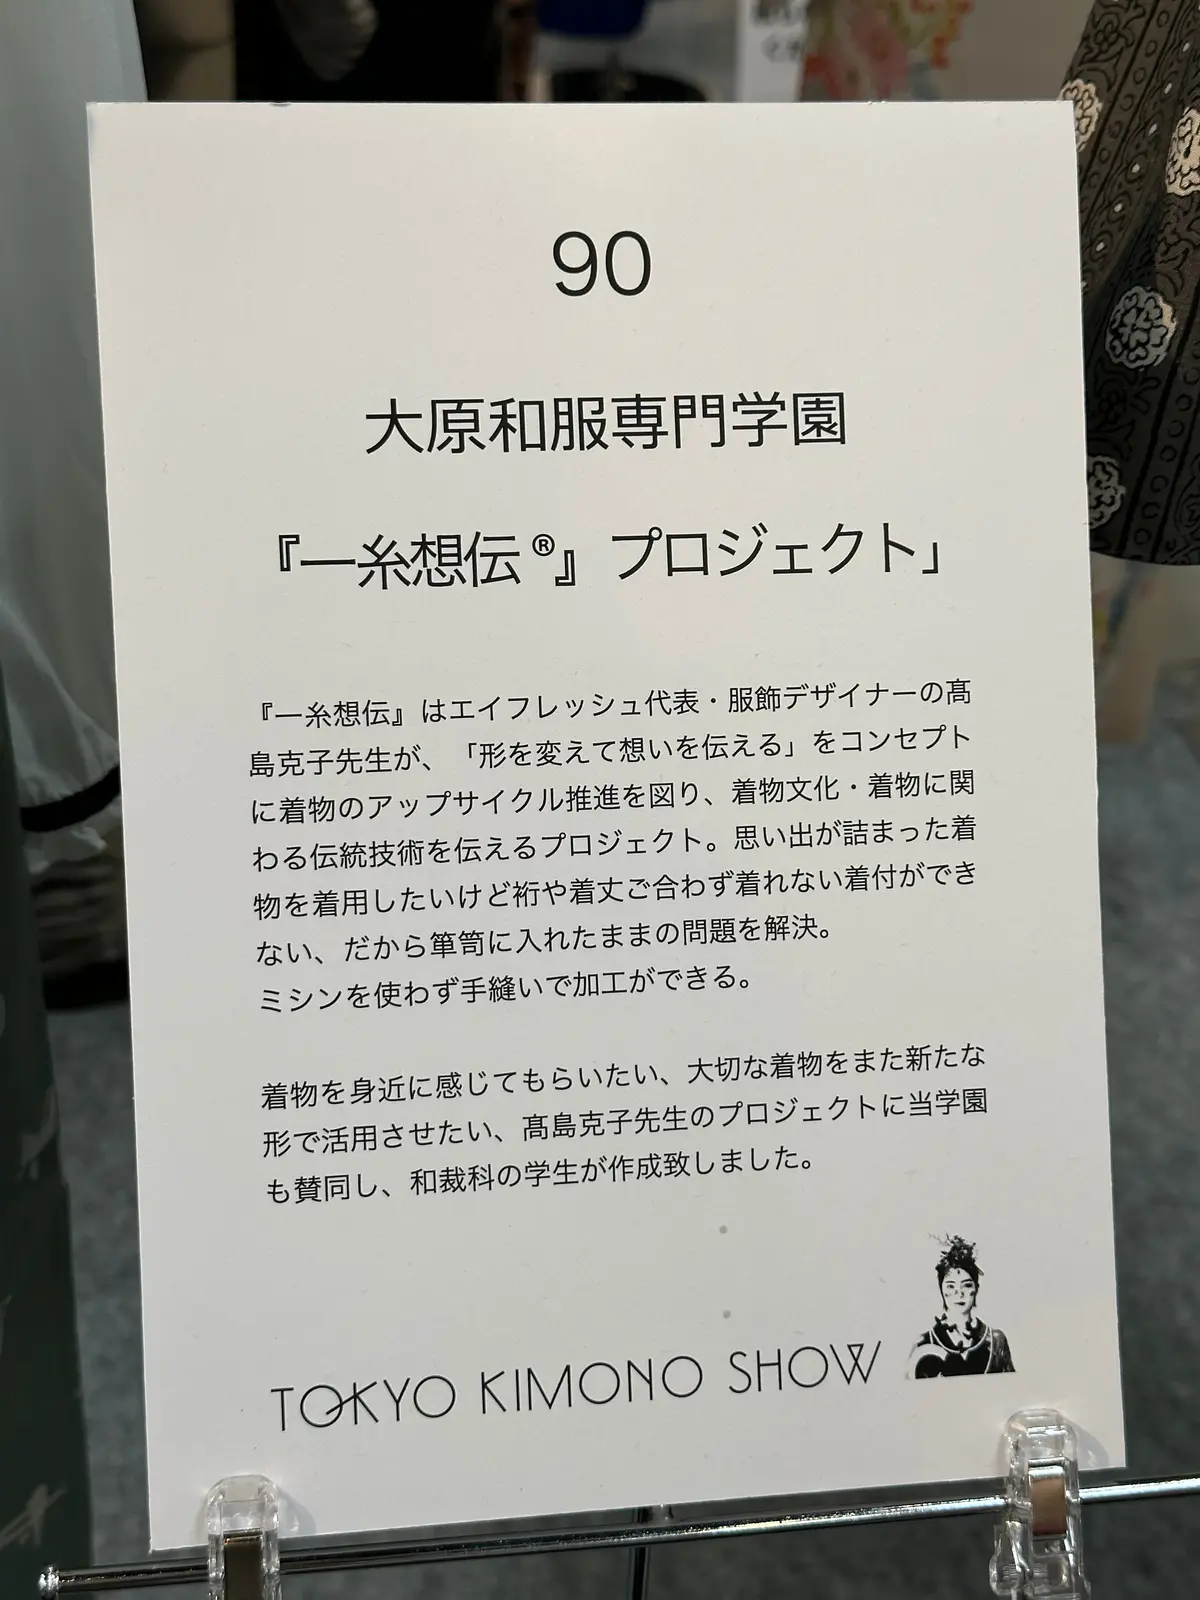 90
大原和服専門学園
『一糸想伝®』プロジェクト」
『一糸想伝』はエイフレッシュ代表・服飾デザイナーの髙
島克子先生が、「形を変えて想いを伝える」をコンセプト
に着物のアップサイクル推進を図り、着物文化・着物に関
わる伝統技術を伝えるプロジェクト。思い出が詰まった着
物を着用したいけど裄や着丈ご合わず着れない着付ができ
ない、だから箪笥に入れたままの問題を解決。
ミシンを使わず手縫いで加工ができる。
着物を身近に感じてもらいたい、大切な着物をまた新たな
形で活用させたい、髙島克子先生のプロジェクトに当学園
も賛同し、和裁科の学生が作成致しました。
TOKYO KIMONO SHOW